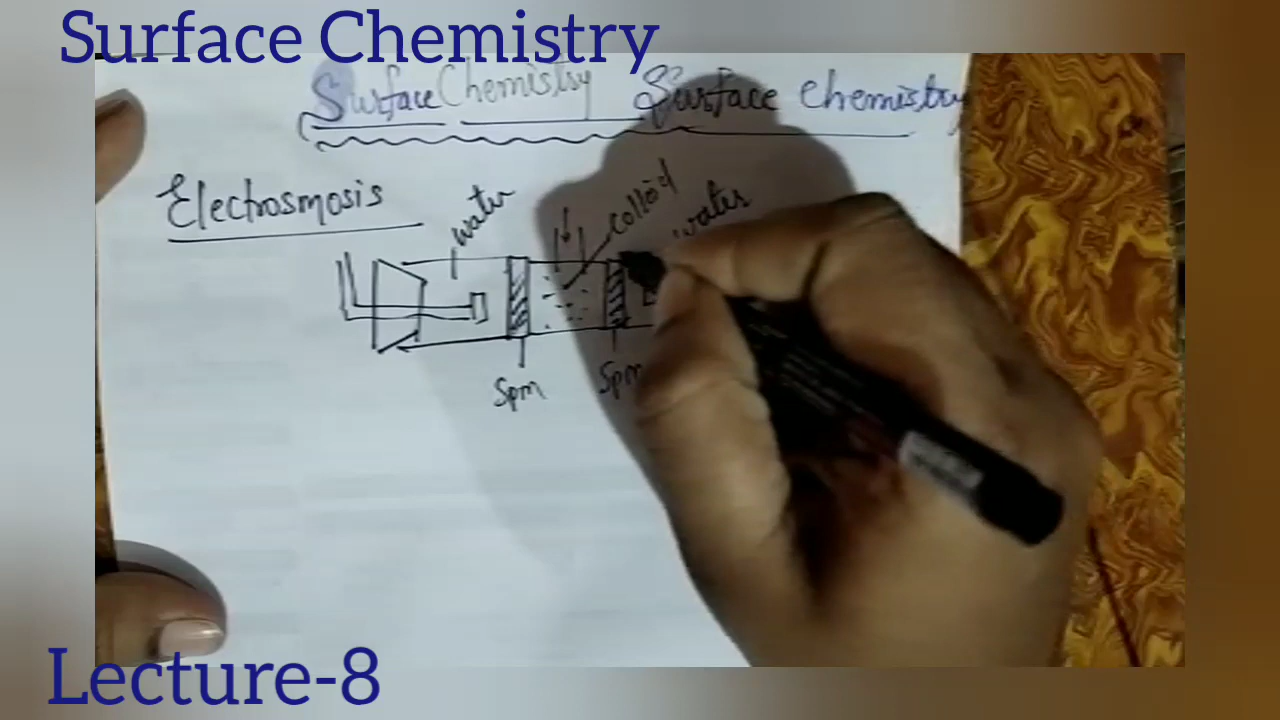 Surface Chemistry
Surface Chemistry Surface chemistry
Electrosmosis
water
colloid
water
Spm
Spm
Lecture-8